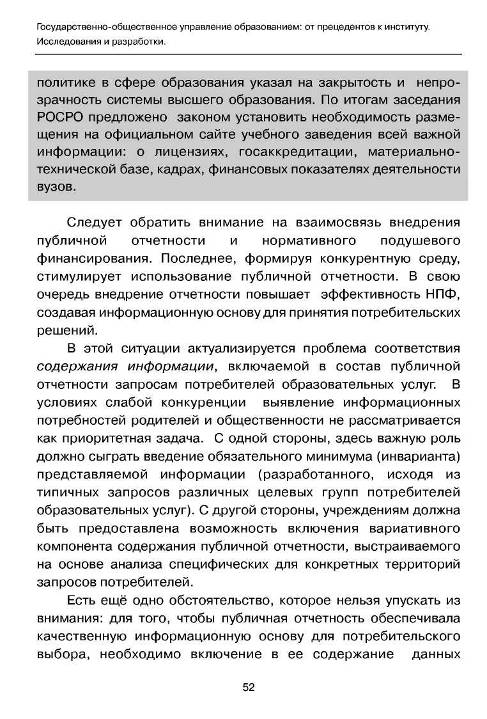 Государственно-общественное управление образованием: от прецедентов к институту.
Исследования и разработки.
политике в сфере образования указал на закрытость и непро-
зрачность системы высшего образования. По итогам заседания
РОСРО предложено законом установить необходимость разме-
щения на официальном сайте учебного заведения всей важной
информации: о лицензиях, госаккредитации, материально-
технической базе, кадрах, финансовых показателях деятельности
вузов.
Следует обратить внимание на взаимосвязь внедрения
публичной отчетности и нормативного подушевого
финансирования. Последнее, формируя конкурентную среду,
стимулирует использование публичной отчетности. В свою
очередь внедрение отчетности повышает эффективность НПФ,
создавая информационную основу для принятия потребительских
решений.
В этой ситуации актуализируется проблема соответствия
содержания информации, включаемой в состав публичной
отчетности запросам потребителей образовательных услуг. В
условиях слабой конкуренции выявление информационных
потребностей родителей и общественности не рассматривается
как приоритетная задача. С одной стороны, здесь важную роль
должно сыграть введение обязательного минимума (инварианта)
представляемой информации (разработанного, исходя из
типичных запросов различных целевых групп потребителей
образовательных услуг). С другой стороны, учреждениям должна
быть предоставлена возможность включения вариативного
компонента содержания публичной отчетности, выстраиваемого
на основе анализа специфических для конкретных территорий
запросов потребителей.
Есть ещё одно обстоятельство, которое нельзя упускать из
внимания: для того, чтобы публичная отчетность обеспечивала
качественную информационную основу для потребительского
выбора, необходимо включение в ее содержание данных
52